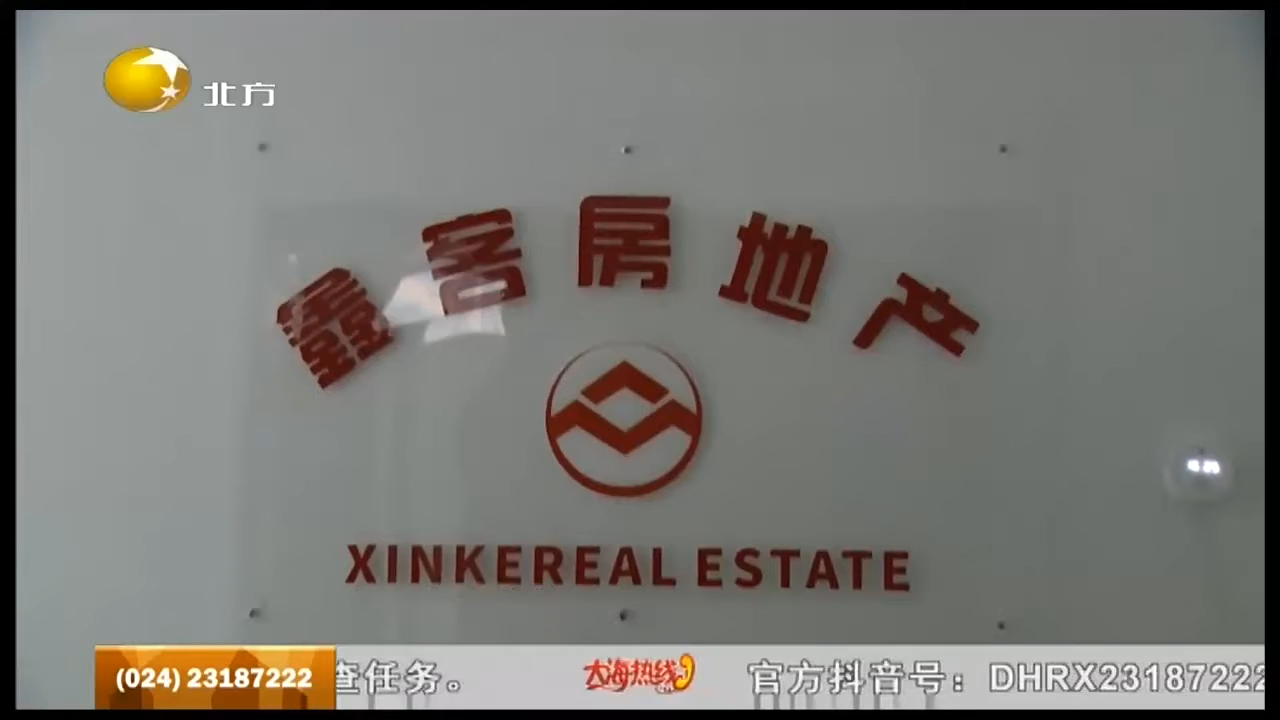 北方
鑫客房地产
XINKEREAL ESTATE
(024) 23187222
查任务。
大海热线
官方抖音号：DHRX23187222